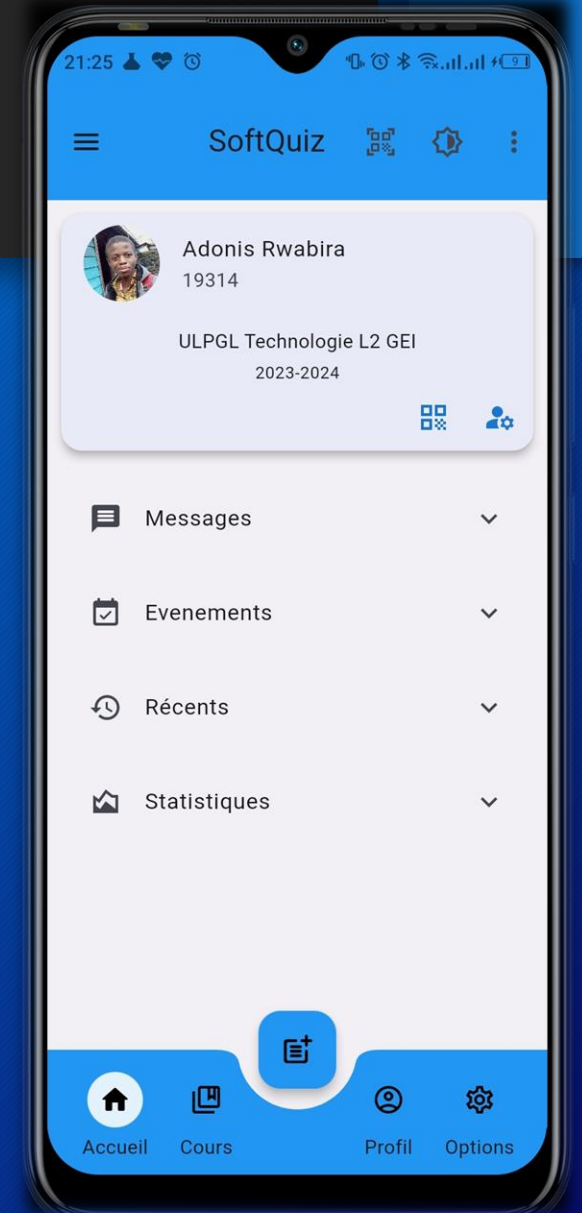 21:25
9
SoftQuiz
Adonis Rwabira
19314
ULPGL Technologie L2 GEI
2023-2024
Messages
Evenements
Récents
Statistiques
Accueil
Cours
Profil
Options